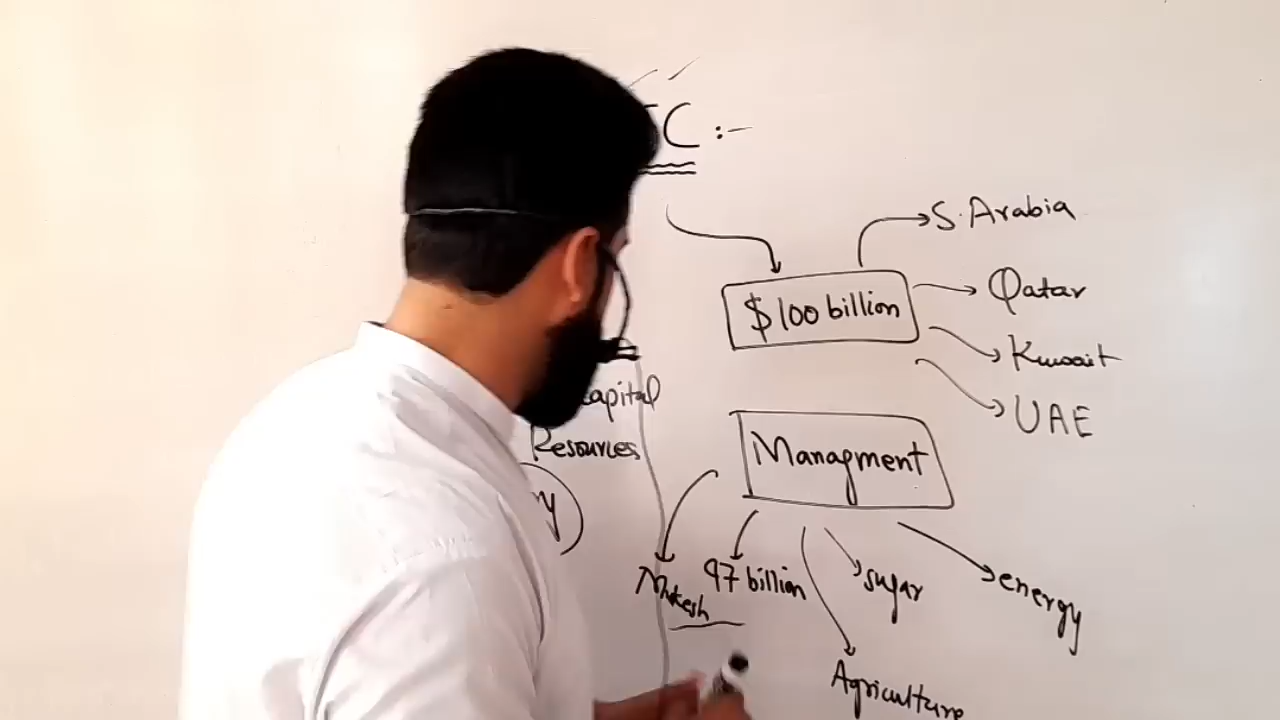 C :-
S. Arabia
$ 100 billion
Qatar
Kuwait
UAE
capital
Resources
Managment
Mukesh
97 billion
sugar
energy
Agriculture